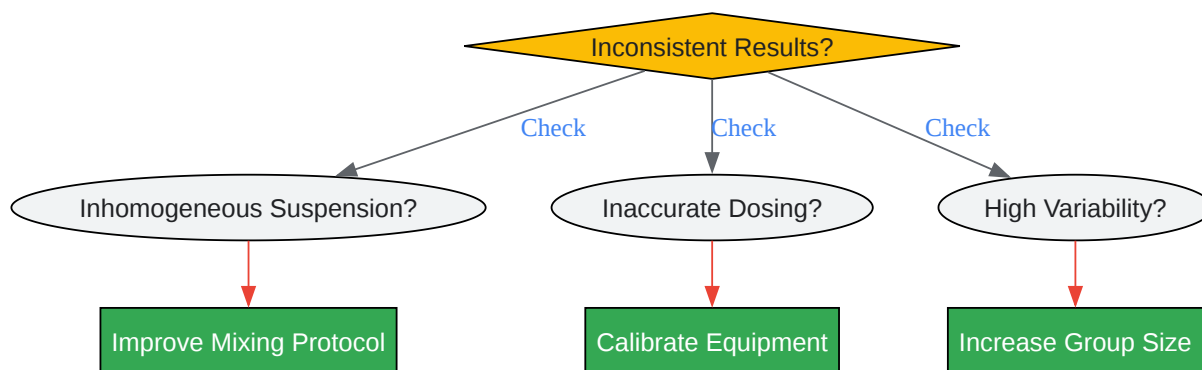 Inconsistent Results?
Check
Check
Check
Inhomogeneous Suspension?
Inaccurate Dosing?
High Variability?
Improve Mixing Protocol
Calibrate Equipment
Increase Group Size